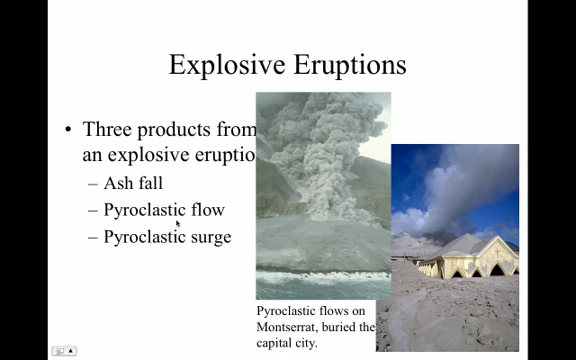 Explosive Eruptions
• Three products from
an explosive eruptio
– Ash fall
– Pyroclastic flow
– Pyroclastic surge
Pyroclastic flows on
Montserrat, buried the
capital city.